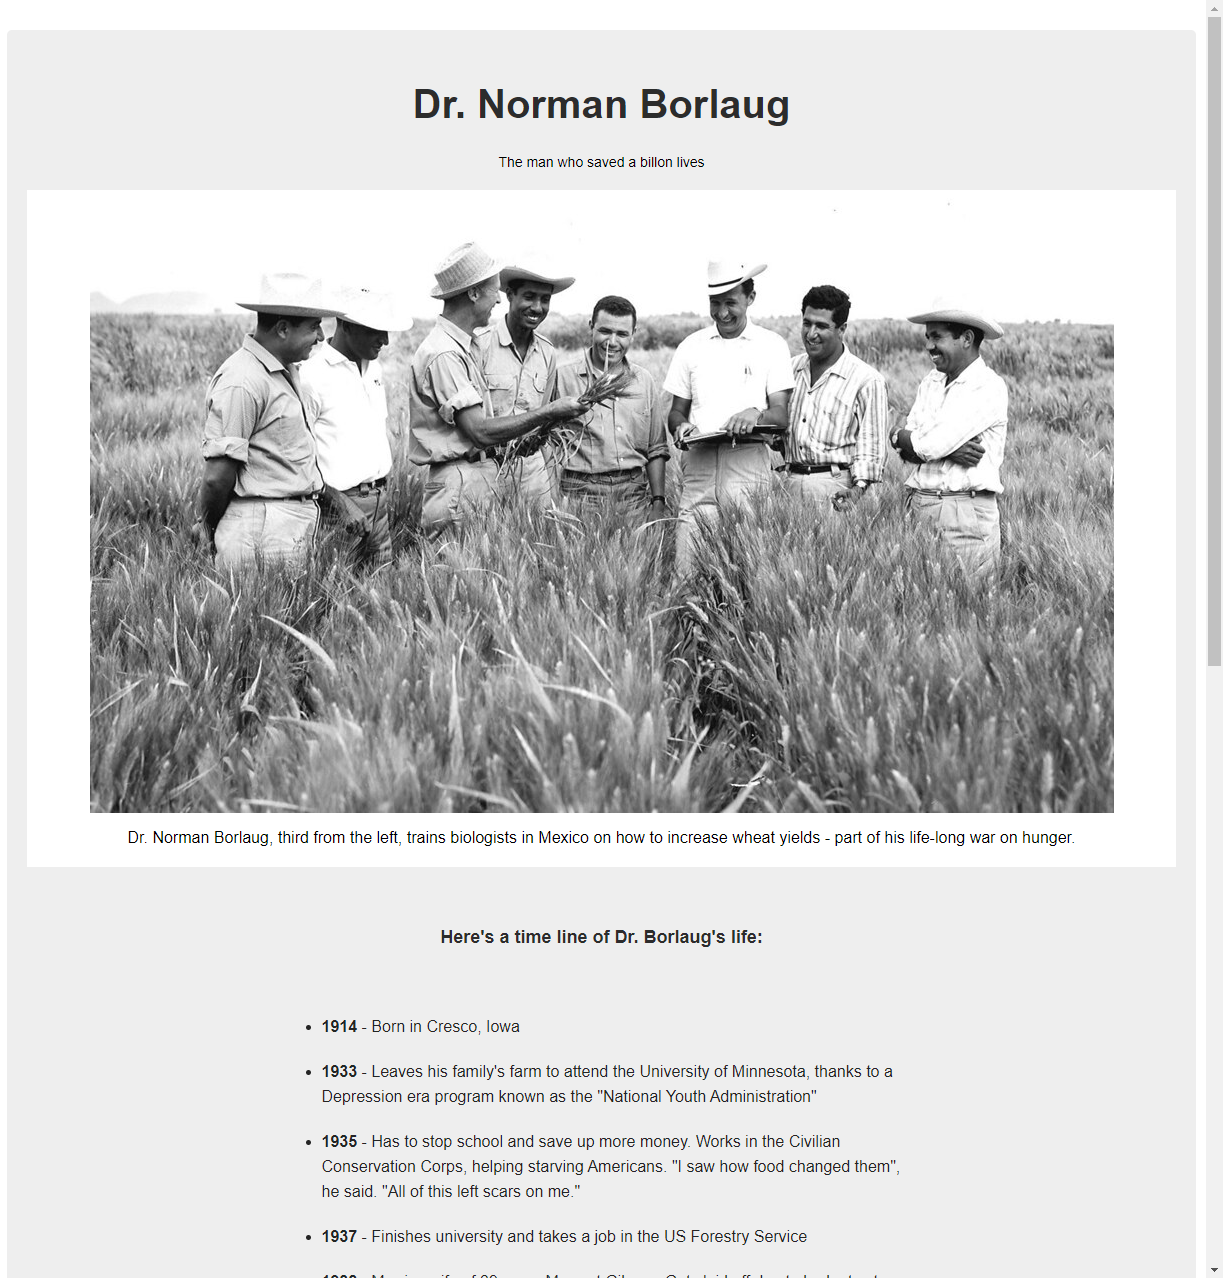 Dr. Norman Borlaug
The man who saved a billon lives
Dr. Norman Borlaug, third from the left, trains biologists in Mexico on how to increase wheat yields - part of his life-long war on hunger.
Here's a time line of Dr. Borlaug's life:
1914 - Born in Cresco, Iowa
1933 - Leaves his family's farm to attend the University of Minnesota, thanks to a
Depression era program known as the "National Youth Administration"
1935 - Has to stop school and save up more money. Works in the Civilian
Conservation Corps, helping starving Americans. "I saw how food changed them",
he said. "All of this left scars on me."
1937 - Finishes university and takes a job in the US Forestry Service